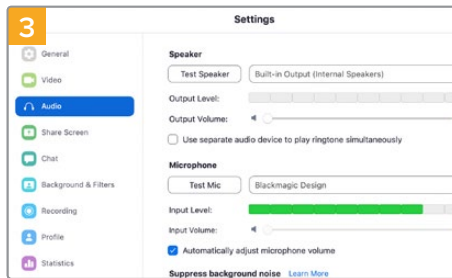 3
Settings
General
Video
Audio
Share Screen
Chat
Background & Filters
Recording
Profile
Statistics
Speaker
Test Speaker Built-in Output (Internal Speakers)
Output Level:
Output Volume:
Use separate audio device to play ringtone simultaneously
Microphone
Test Mic Blackmagic Design
Input Level:
Input Volume:
Automatically adjust microphone volume
Suppress background noise Learn More